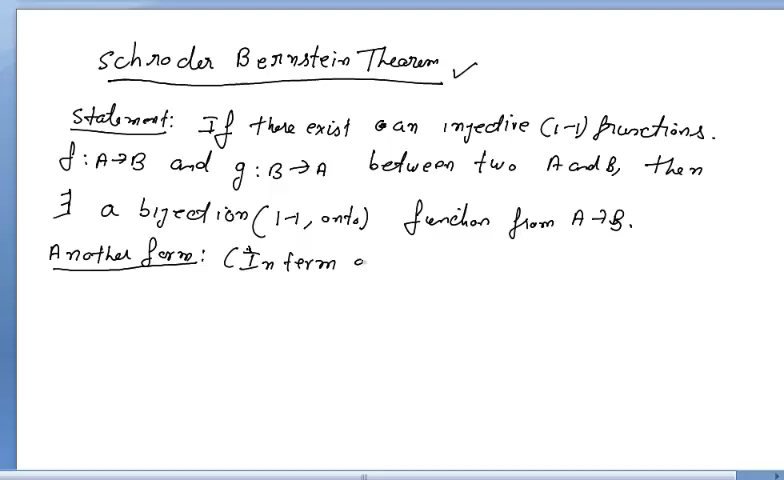 Schroder Bernstein Theorem ✓
Statement: If there exist an injective (1-1) functions.
f: A→B and g: B→A between two A and B, then
∃ a bijection (1-1, onto) function from A→B.
Another form: (In term o